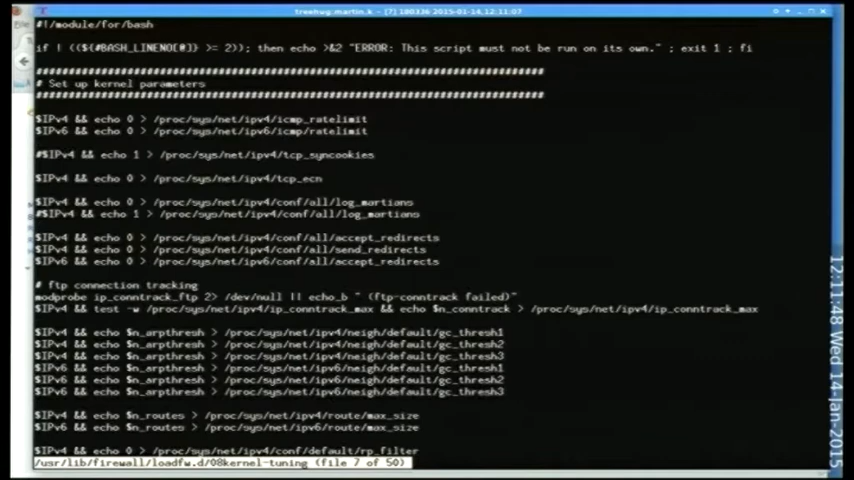 treehug:martin.k - [7] 180336 2015-01-14,12:11:07
#!/module/for/bash
if ! ((${#BASH_LINENO[@]} >= 2)); then echo >&2 "ERROR: This script must not be run on its own." ; exit 1 ; fi
##############################################################################
# Set up kernel parameters
##############################################################################
$IPv4 && echo 0 > /proc/sys/net/ipv4/icmp_ratelimit
$IPv6 && echo 0 > /proc/sys/net/ipv6/icmp/ratelimit
#$IPv4 && echo 1 > /proc/sys/net/ipv4/tcp_syncookies
$IPv4 && echo 0 > /proc/sys/net/ipv4/tcp_ecn
$IPv4 && echo 0 > /proc/sys/net/ipv4/conf/all/log_martians
#$IPv4 && echo 1 > /proc/sys/net/ipv4/conf/all/log_martians
$IPv4 && echo 0 > /proc/sys/net/ipv4/conf/all/accept_redirects
$IPv4 && echo 0 > /proc/sys/net/ipv4/conf/all/send_redirects
$IPv6 && echo 0 > /proc/sys/net/ipv6/conf/all/accept_redirects
# ftp connection tracking
modprobe ip_conntrack_ftp 2> /dev/null || echo_b " (ftp-conntrack failed)"
$IPv4 && test -w /proc/sys/net/ipv4/ip_conntrack_max && echo $n_conntrack > /proc/sys/net/ipv4/ip_conntrack_max
$IPv4 && echo $n_arpthresh > /proc/sys/net/ipv4/neigh/default/gc_thresh1
$IPv4 && echo $n_arpthresh > /proc/sys/net/ipv4/neigh/default/gc_thresh2
$IPv4 && echo $n_arpthresh > /proc/sys/net/ipv4/neigh/default/gc_thresh3
$IPv6 && echo $n_arpthresh > /proc/sys/net/ipv6/neigh/default/gc_thresh1
$IPv6 && echo $n_arpthresh > /proc/sys/net/ipv6/neigh/default/gc_thresh2
$IPv6 && echo $n_arpthresh > /proc/sys/net/ipv6/neigh/default/gc_thresh3
$IPv4 && echo $n_routes > /proc/sys/net/ipv4/route/max_size
$IPv6 && echo $n_routes > /proc/sys/net/ipv6/route/max_size
$IPv4 && echo 0 > /proc/sys/net/ipv4/conf/default/rp_filter
/usr/lib/firewall/loadfw.d/08kernel-tuning (file 7 of 50)
12:11:48 Wed 14-Jan-2015